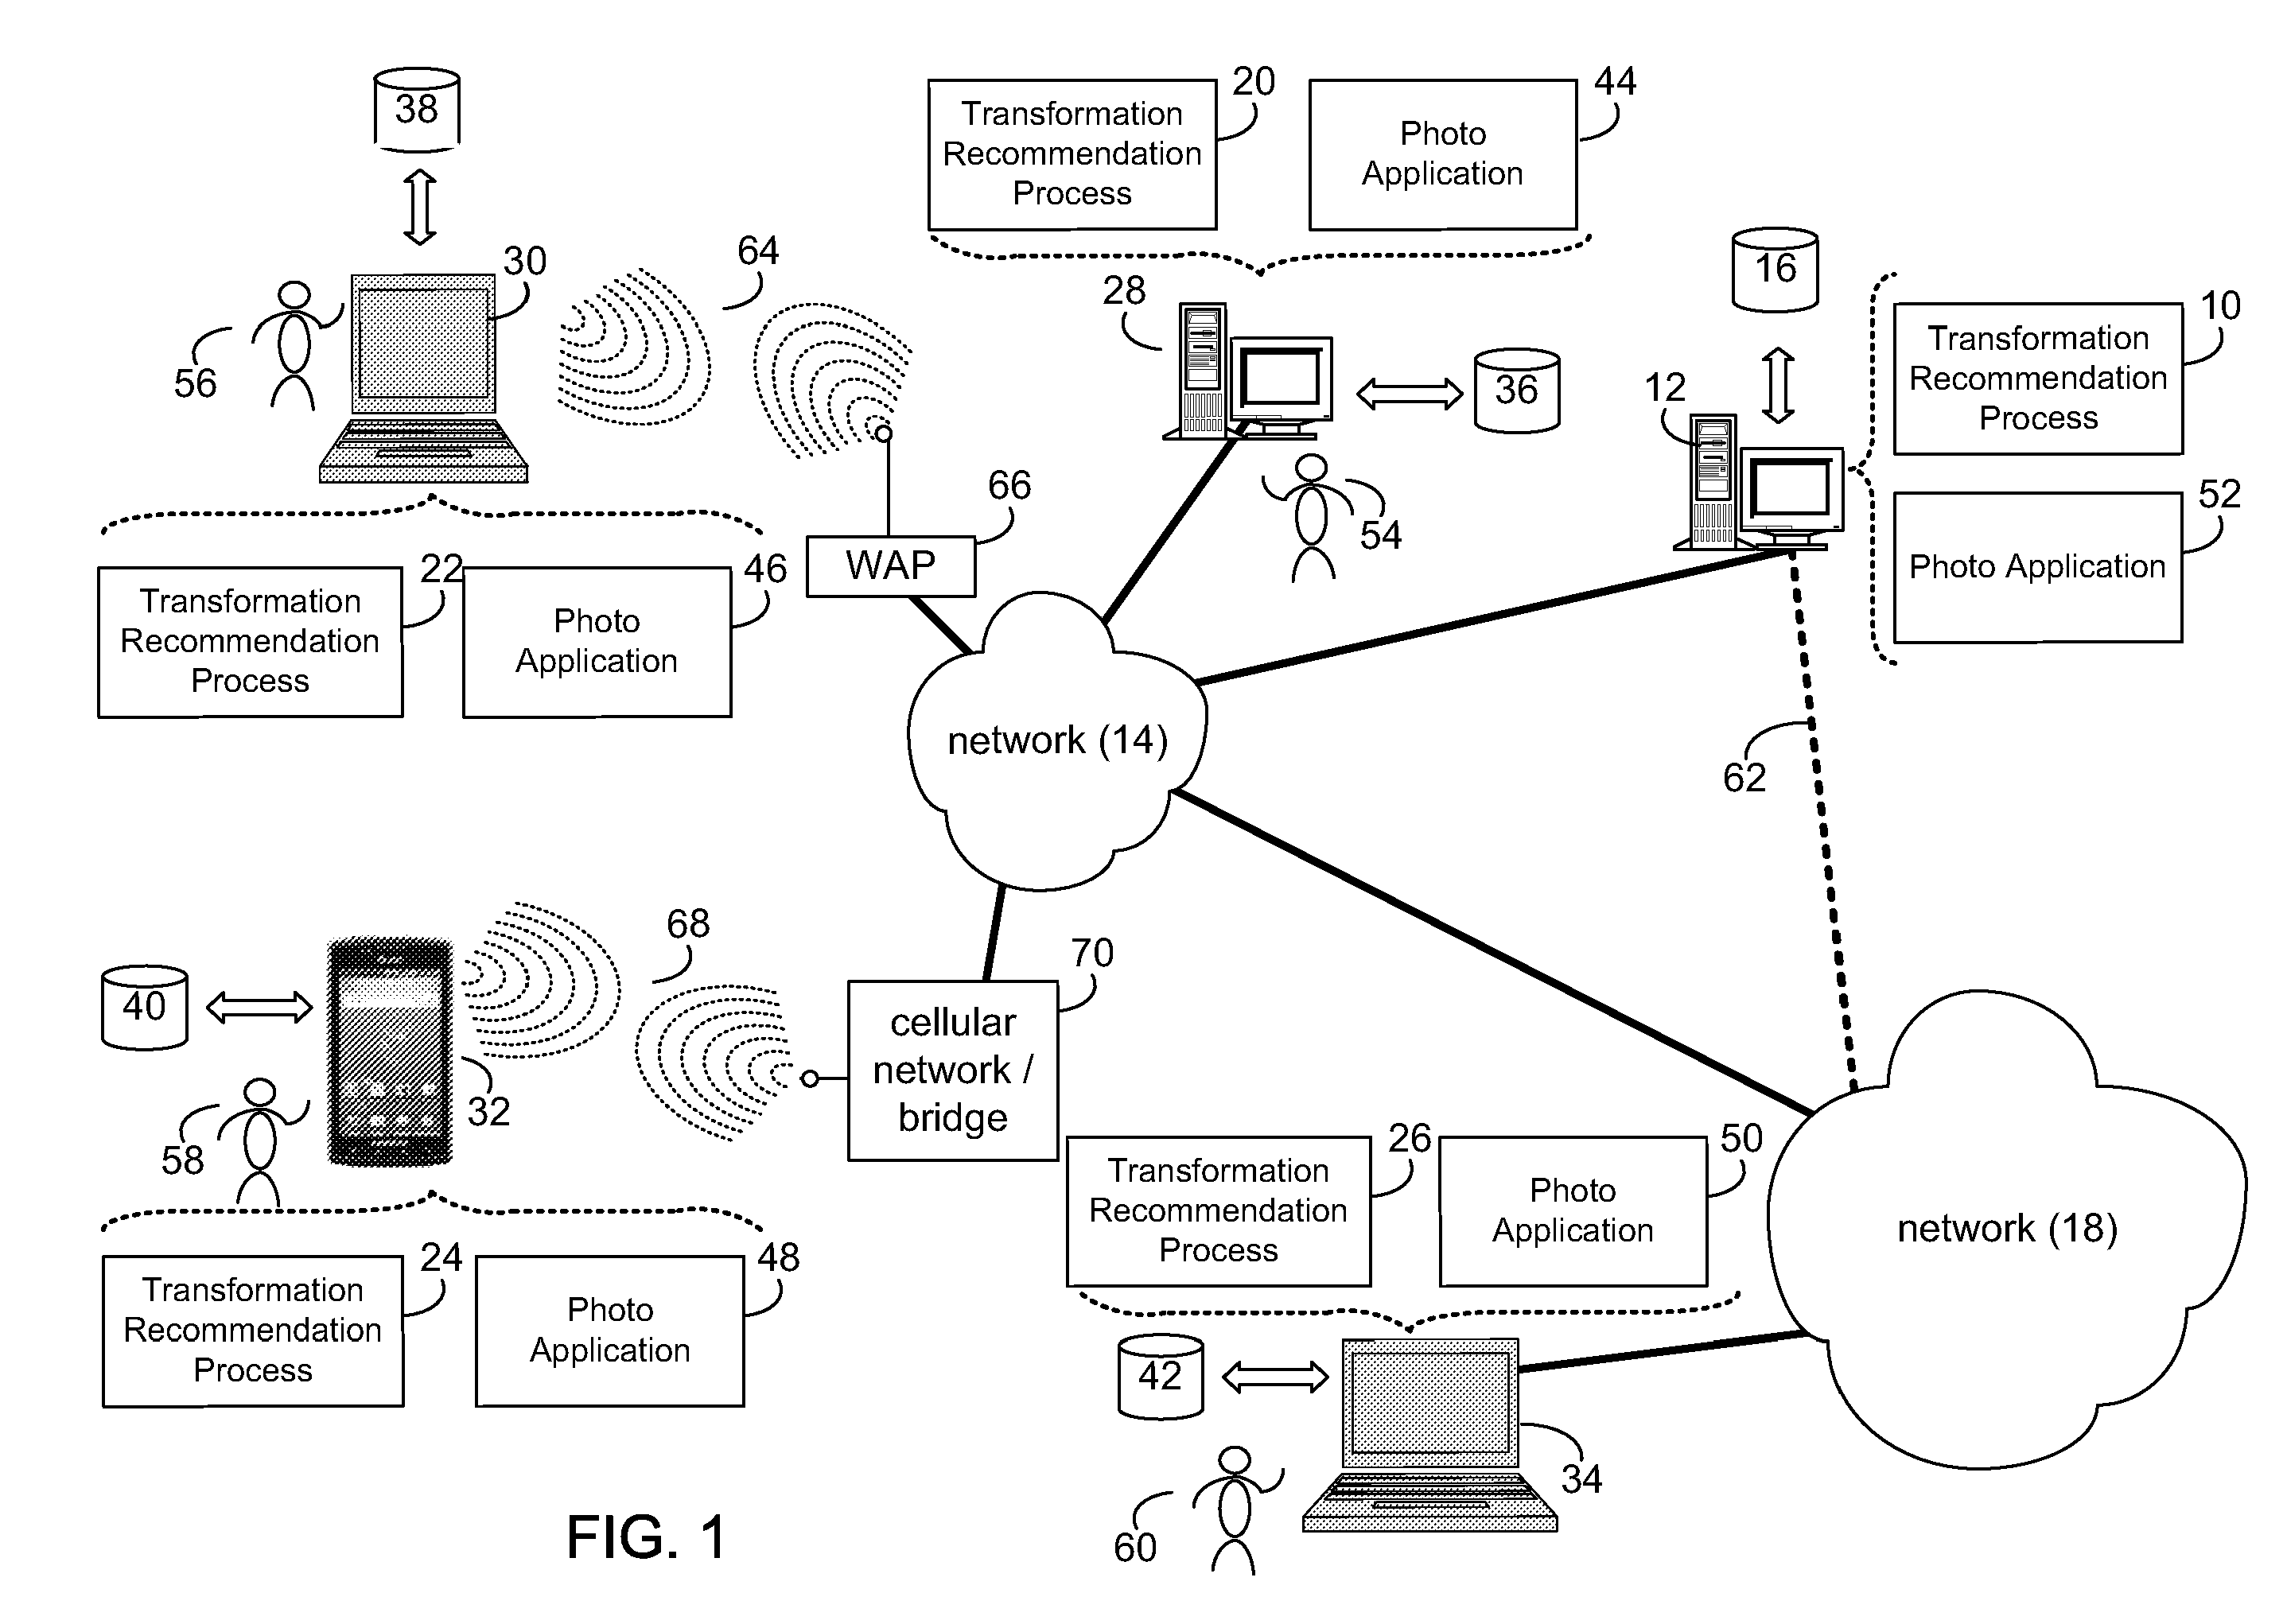 38
30
56
64
Transformation
Recommendation
Process
20
Photo
Application
44
28
36
54
16
12
Transformation
Recommendation
Process
10
Photo Application
52
66
WAP
Transformation
Recommendation
Process
22
Photo
Application
46
network (14)
62
40
32
58
68
70
cellular
network /
bridge
Transformation
Recommendation
Process
24
Photo
Application
48
Transformation
Recommendation
Process
26
Photo
Application
50
network (18)
42
34
60
FIG. 1